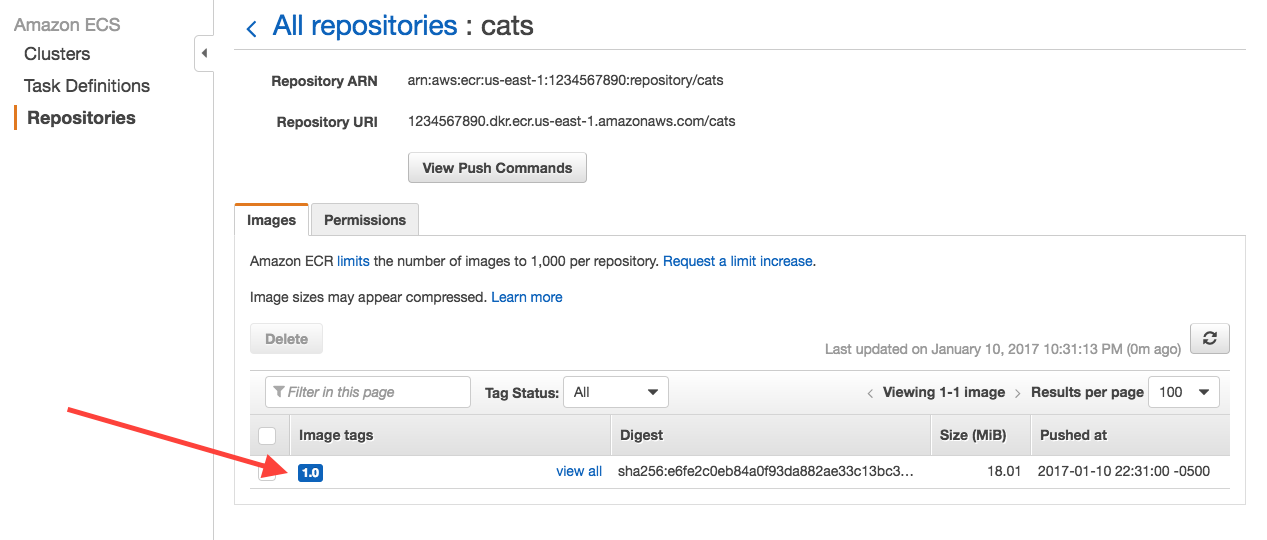 Amazon ECS
Clusters
Task Definitions
Repositories
All repositories : cats
Repository ARN arn:aws:ecr:us-east-1:1234567890:repository/cats
Repository URI 1234567890.dkr.ecr.us-east-1.amazonaws.com/cats
View Push Commands
Images Permissions
Amazon ECR limits the number of images to 1,000 per repository. Request a limit increase.
Image sizes may appear compressed. Learn more
Delete
Last updated on January 10, 2017 10:31:13 PM (0m ago)
Filter in this page Tag Status: All Viewing 1-1 image Results per page 100
Image tags Digest Size (MiB) Pushed at
1.0 view all sha256:e6fe2c0eb84a0f93da882ae33c13bc3... 18.01 2017-01-10 22:31:00 -0500